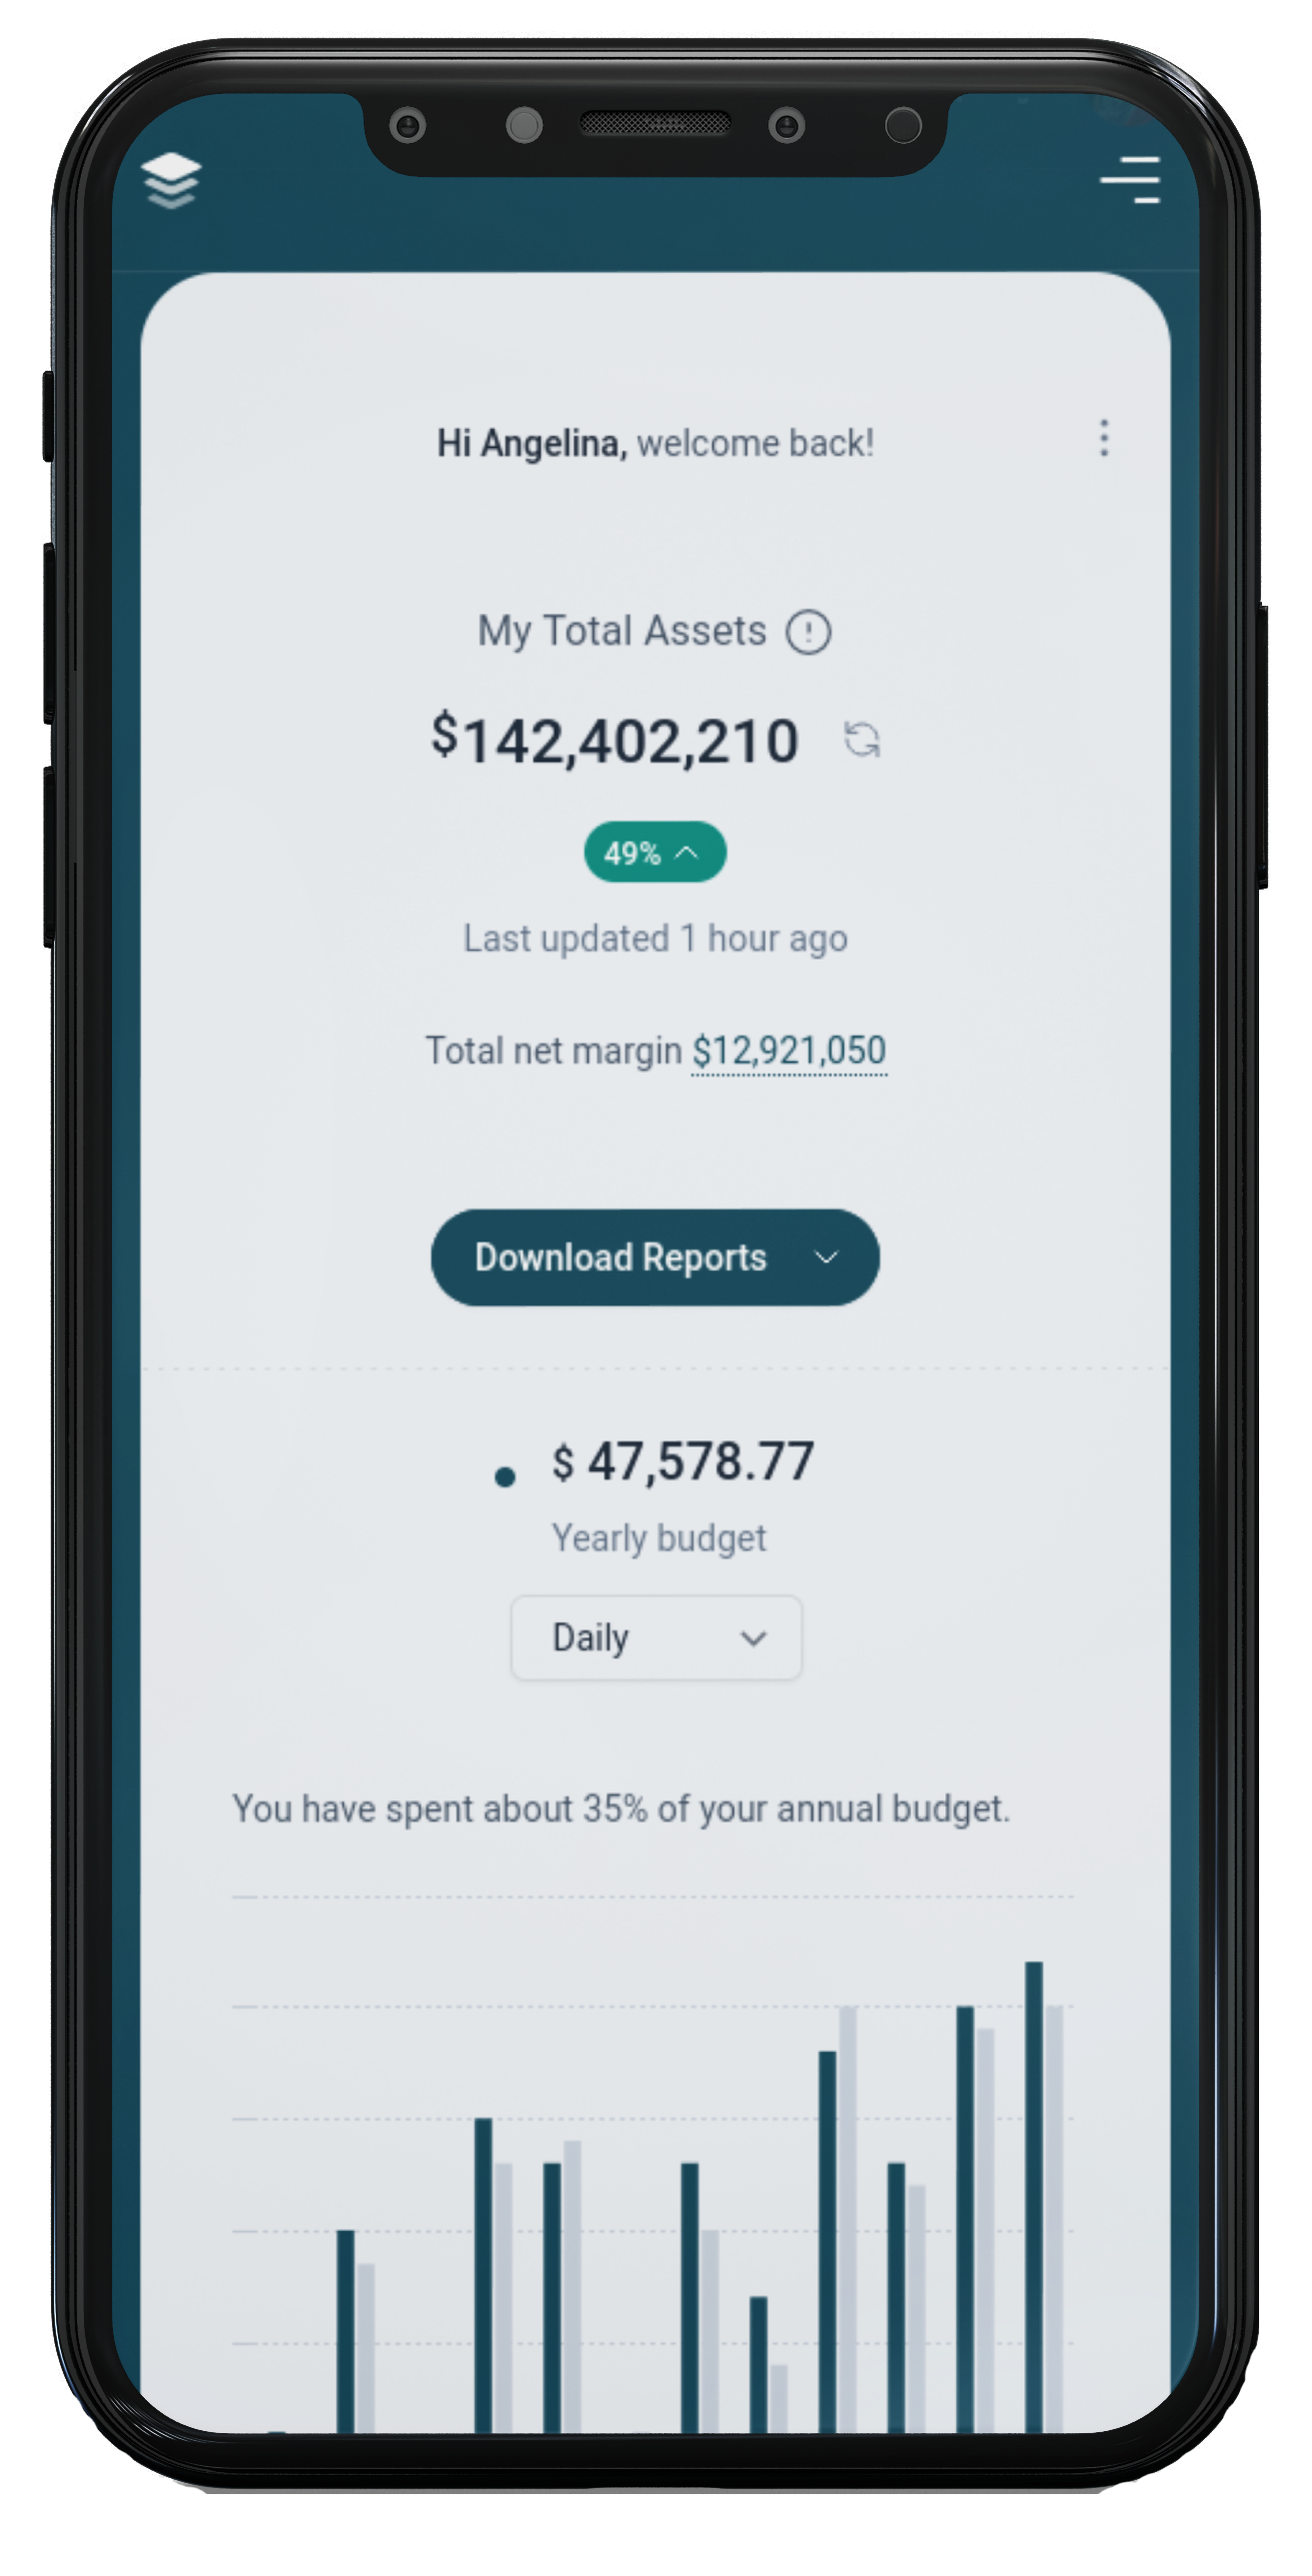 Hi Angelina, welcome back!
My Total Assets
$142,402,210
49%
Last updated 1 hour ago
Total net margin $12,921,050
Download Reports
$ 47,578.77
Yearly budget
Daily
You have spent about 35% of your annual budget.